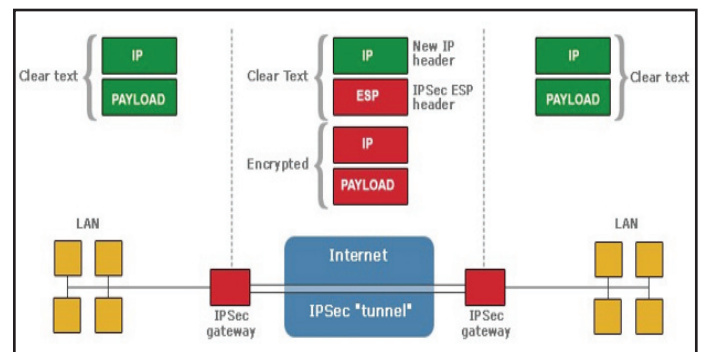 Clear text
IP
PAYLOAD
Clear Text
IP
New IP
header
ESP
IPSec ESP
header
Encrypted
IP
PAYLOAD
IP
PAYLOAD
Clear text
LAN
IPSec
gateway
Internet
IPSec "tunnel"
IPSec
gateway
LAN